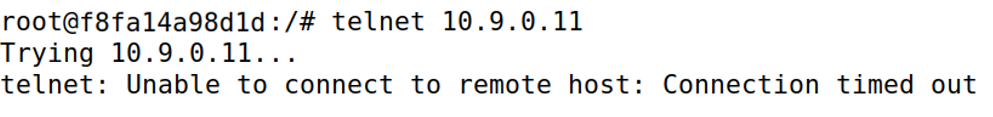 root@f8fa14a98d1d:/# telnet 10.9.0.11
Trying 10.9.0.11...
telnet: Unable to connect to remote host: Connection timed out